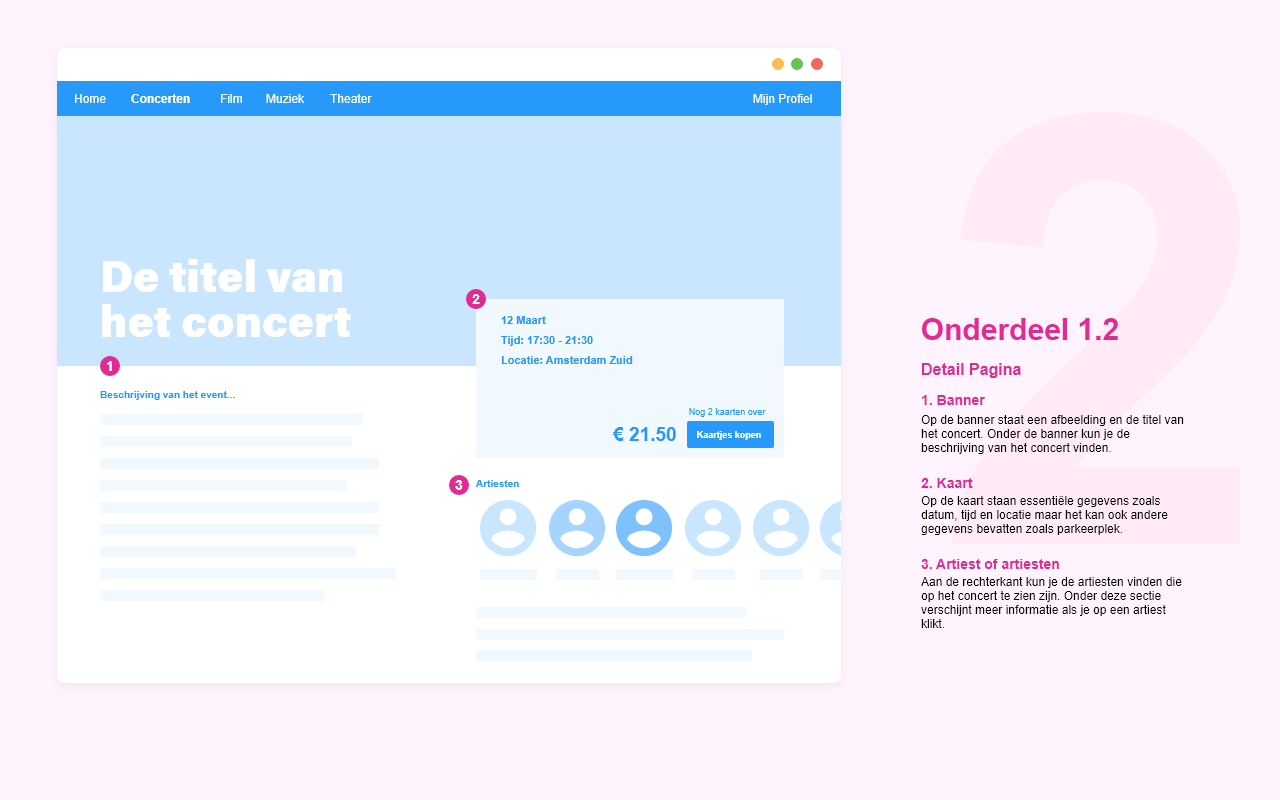 Home Concerten Film Muziek Theater Mijn Profiel
De titel van
het concert
1
Beschrijving van het event...
2
12 Maart
Tijd: 17:30 - 21:30
Locatie: Amsterdam Zuid
Nog 2 kaarten over
€ 21.50 Kaartjes kopen
3 Artiesten
2
Onderdeel 1.2
Detail Pagina
1. Banner
Op de banner staat een afbeelding en de titel van
het concert. Onder de banner kun je de
beschrijving van het concert vinden.
2. Kaart
Op de kaart staan essentiële gegevens zoals
datum, tijd en locatie maar het kan ook andere
gegevens bevatten zoals parkeerplek.
3. Artiest of artiesten
Aan de rechterkant kun je de artiesten vinden die
op het concert te zien zijn. Onder deze sectie
verschijnt meer informatie als je op een artiest
klikt.